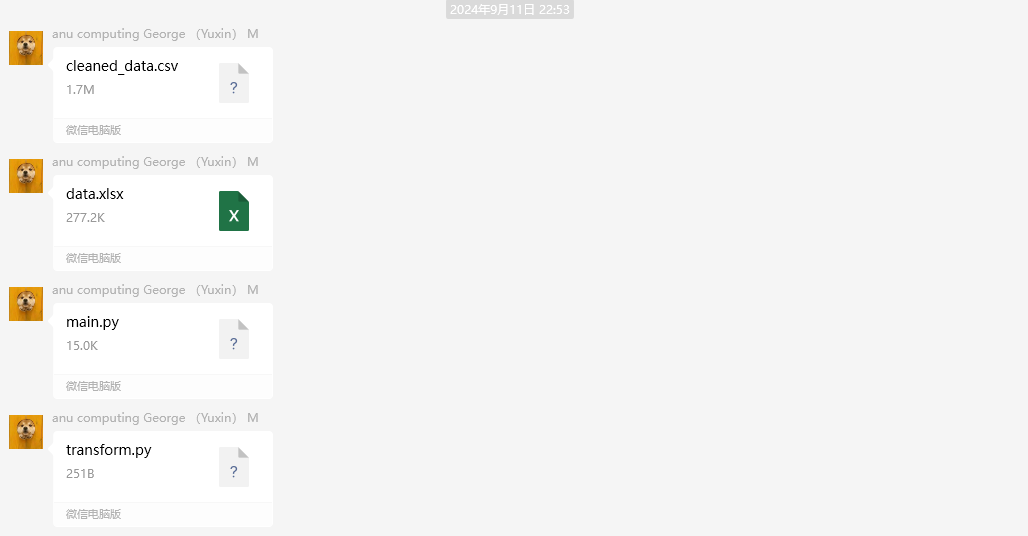 2024年9月11日 22:53
anu computing George （Yuxin） M
cleaned_data.csv
1.7M
?
微信电脑版
anu computing George （Yuxin） M
data.xlsx
277.2K
X
微信电脑版
anu computing George （Yuxin） M
main.py
15.0K
?
微信电脑版
anu computing George （Yuxin） M
transform.py
251B
?
微信电脑版